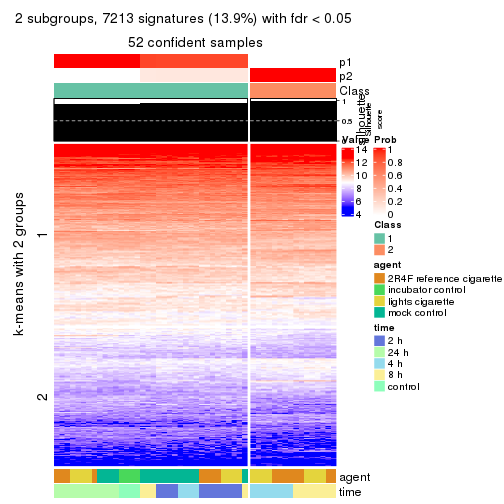 2 subgroups, 7213 signatures (13.9%) with fdr < 0.05
52 confident samples
p1
p2
Class
1
0.5
0
Silhouette
score
k-means with 2 groups
1
2
agent
time
Value
14
12
10
8
6
4
Prob
1
0.8
0.6
0.4
0.2
0
Class
1
2
agent
2R4F reference cigarette
incubator control
lights cigarette
mock control
time
2 h
24 h
4 h
8 h
control